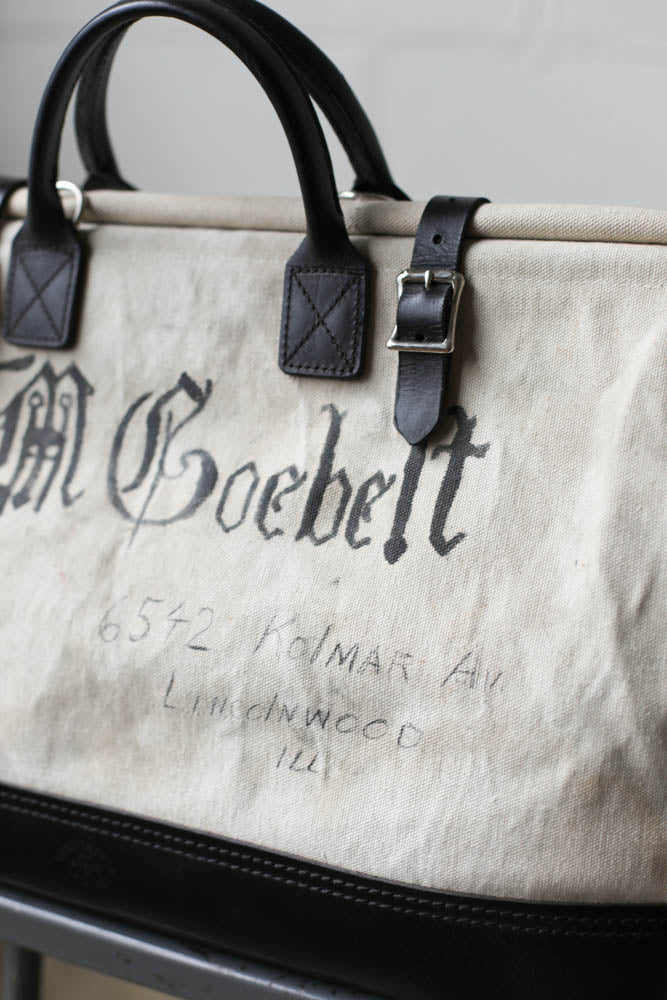 M Goebelt
6542 KolMAR Av.
LINColNWOOD
ILL